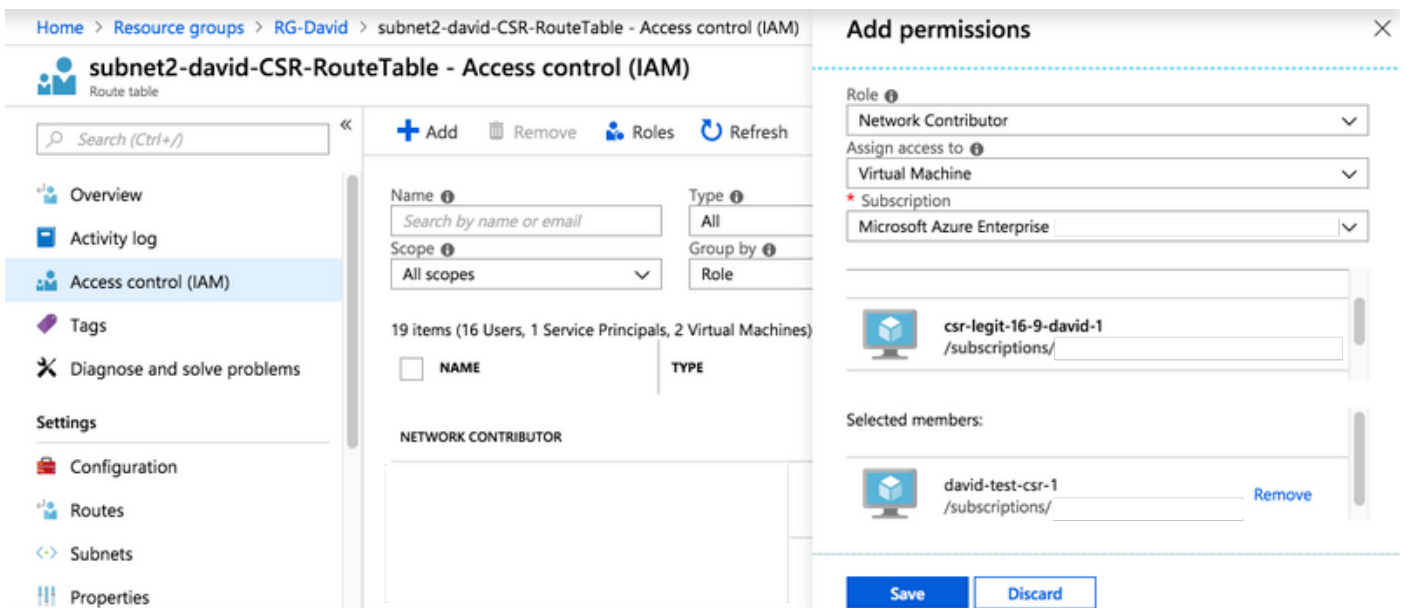 Home > Resource groups > RG-David > subnet2-david-CSR-RouteTable - Access control (IAM)
subnet2-david-CSR-RouteTable - Access control (IAM)
Route table
Search (Ctrl+/)
«
Overview
Activity log
Access control (IAM)
Tags
Diagnose and solve problems
Settings
Configuration
Routes
Subnets
Properties
Add Remove Roles Refresh
Name Type
Search by name or email All
Scope Group by
All scopes Role
19 items (16 Users, 1 Service Principals, 2 Virtual Machines)
NAME TYPE
NETWORK CONTRIBUTOR
Add permissions
Role
Network Contributor
Assign access to
Virtual Machine
* Subscription
Microsoft Azure Enterprise
csr-legit-16-9-david-1
/subscriptions/
Selected members:
david-test-csr-1
/subscriptions/
Remove
Save Discard